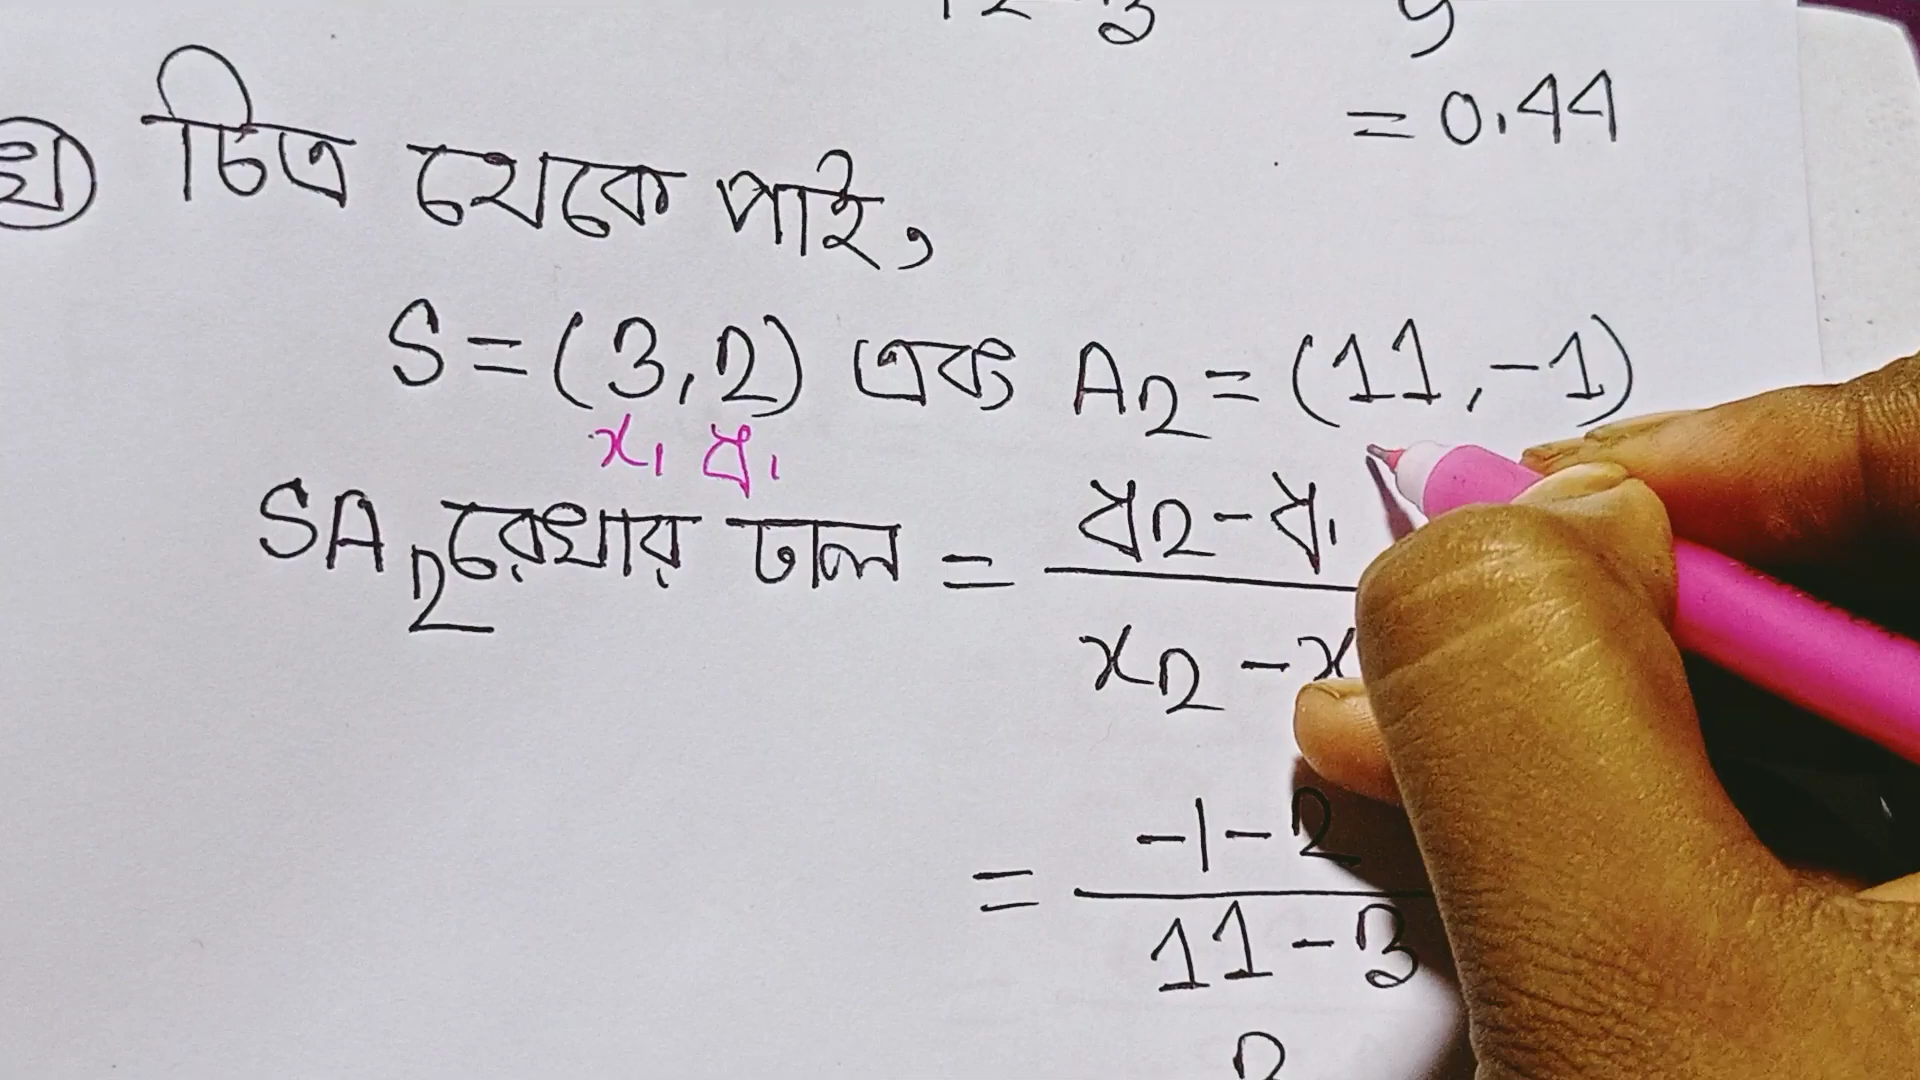 = 0.44
খ) চিত্র থেকে পাই,
S = (3,2) এবং A2 = (11,-1)
x1 y1
SA2 রেখার ঢাল = y2 - y1
x2 - x
= -1-2
11-3